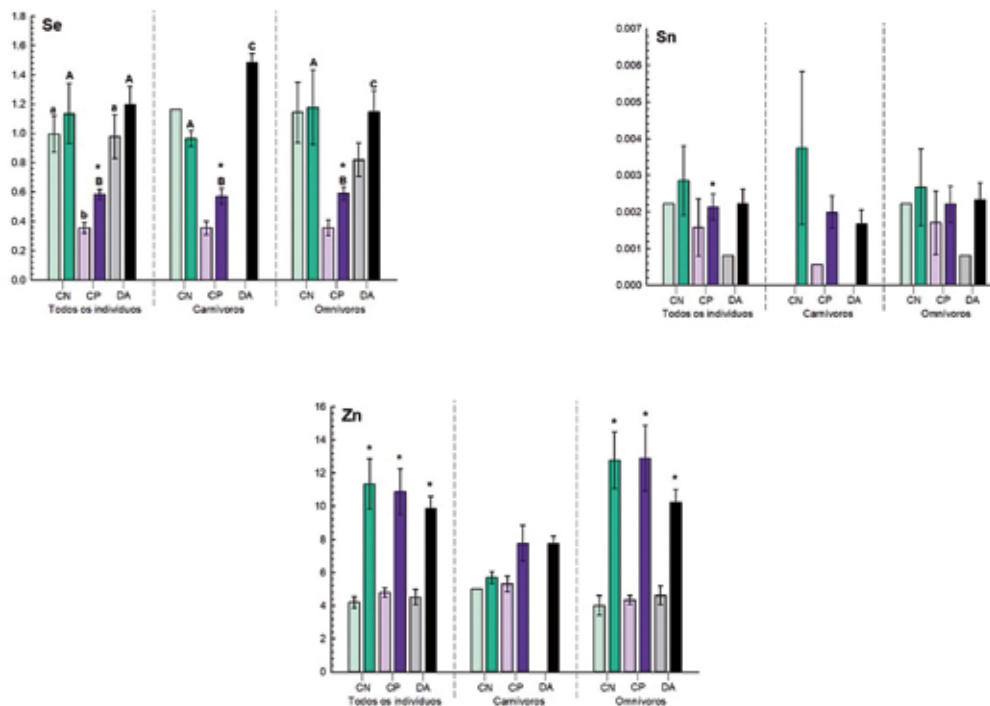 Se
1.8
1.6
1.4
1.2
1.0
0.8
0.6
0.4
0.2
0.0
a A b * B a A
A * B C
A * B C
CN CP DA CN CP DA CN CP DA
Todos os indivíduos Carnívoros Omnívoros
Sn
0.007
0.006
0.005
0.004
0.003
0.002
0.001
0.000
*
CN CP DA CN CP DA CN CP DA
Todos os indivíduos Carnívoros Omnívoros
Zn
16
14
12
10
8
6
4
2
0
* * * * * *
CN CP DA CN CP DA CN CP DA
Todos os indivíduos Carnívoros Omnívoros